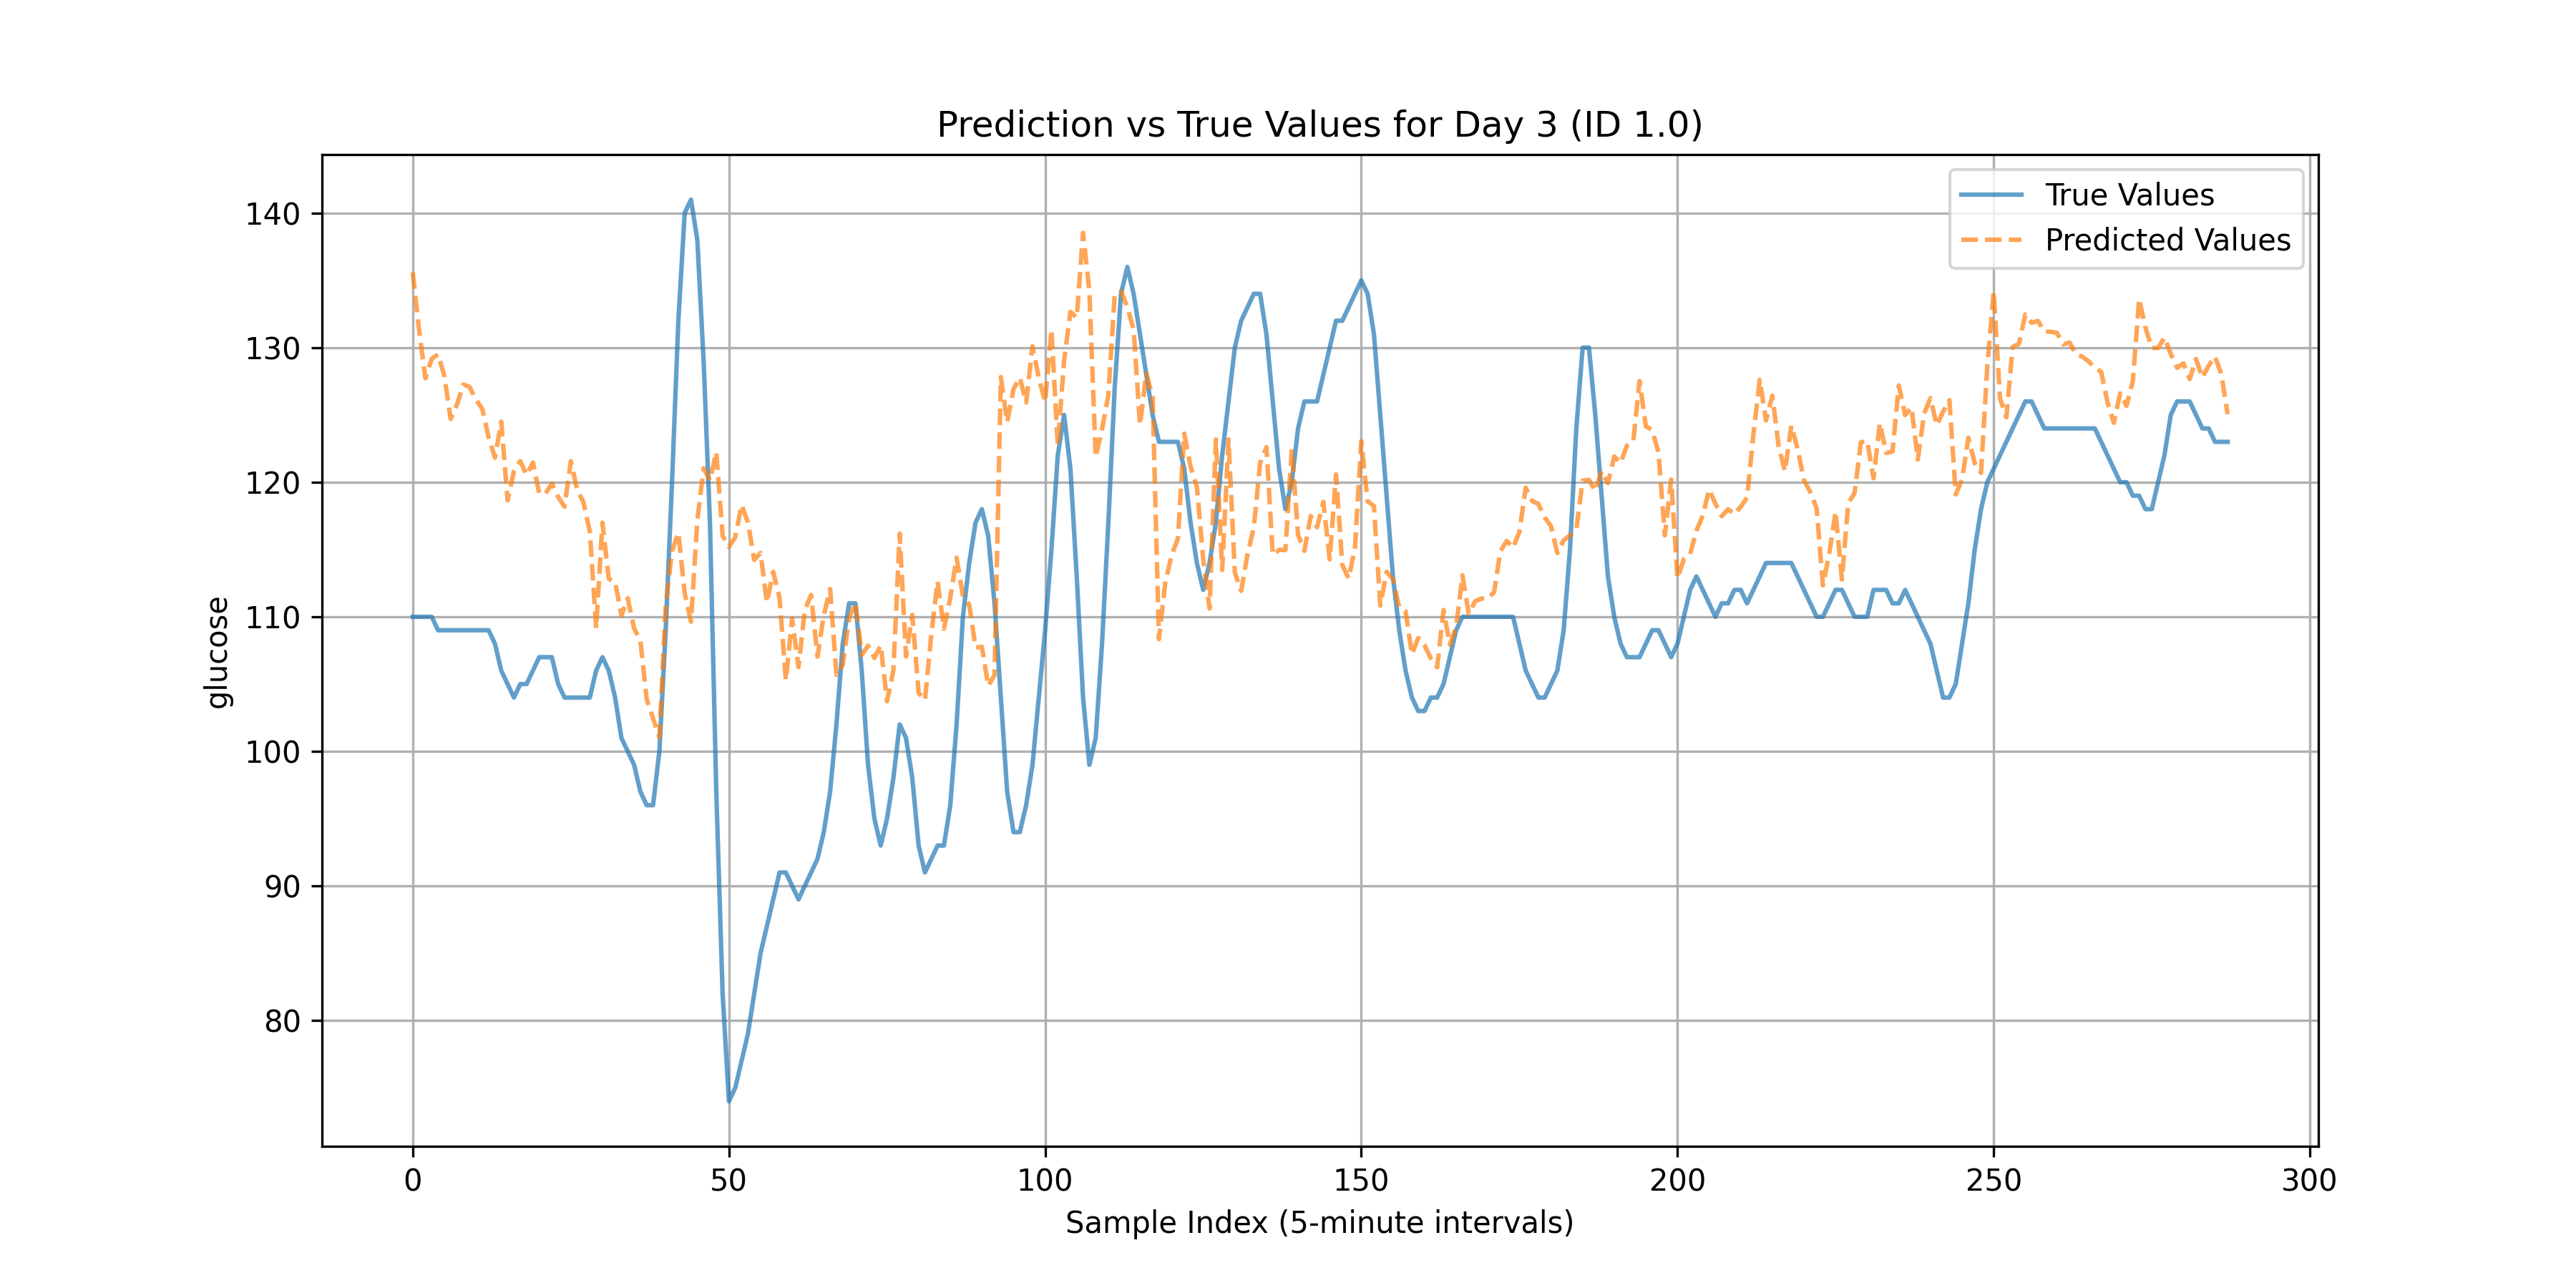 Prediction vs True Values for Day 3 (ID 1.0)
True Values
Predicted Values
glucose
140
130
120
110
100
90
80
0 50 100 150 200 250 300
Sample Index (5-minute intervals)